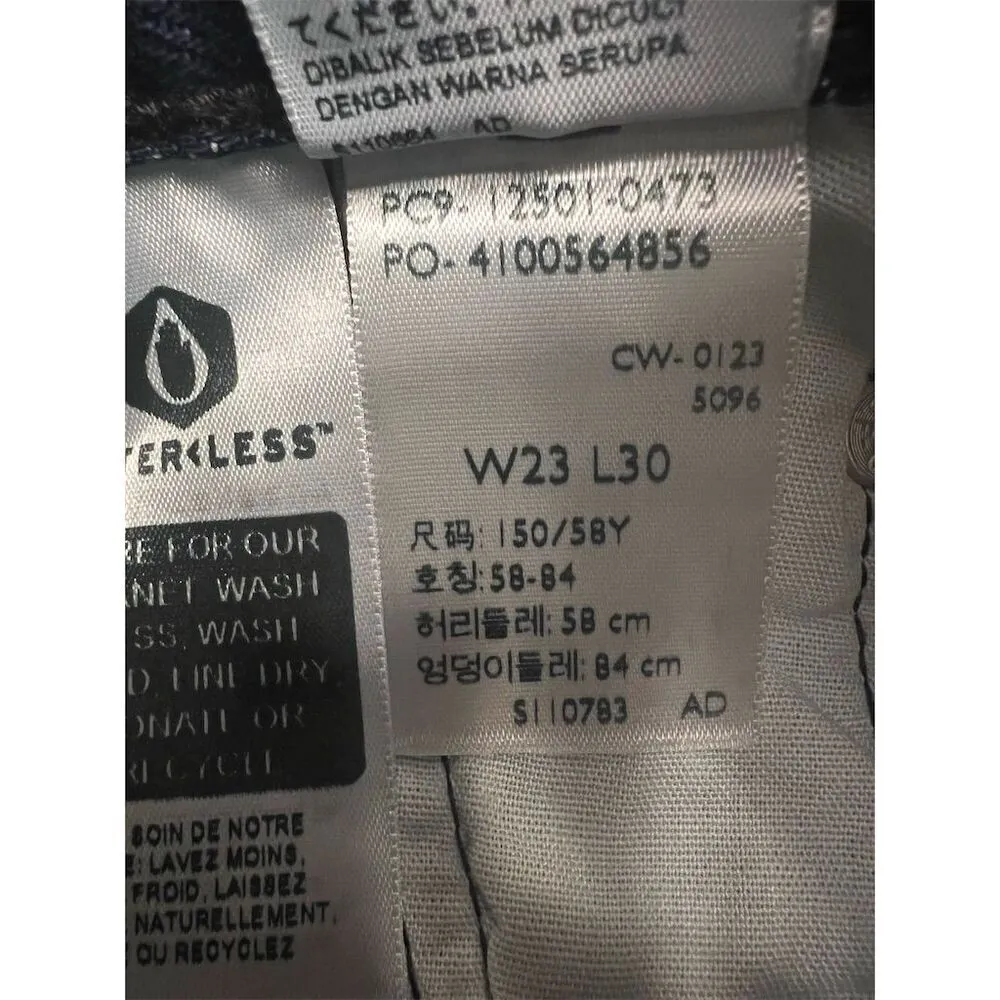 てください。
DIBALIK SEBELUM DICUCI
DENGAN WARNA SERUPA
S110664 AD
PC9-12501-0473
PO-4100564856
CW-0123
5096
W23 L30
尺码: 150/58Y
호칭:58-84
허리둘레: 58 cm
엉덩이둘레: 84 cm
S110783 AD
TER<LESS™
RE FOR OUR
NET WASH
SS, WASH
D, LINE DRY,
ONATE OR
RECYCLE
SOIN DE NOTRE
E: LAVEZ MOINS,
FROID, LAISSEZ
NATURELLEMENT,
OU RECYCLEZ